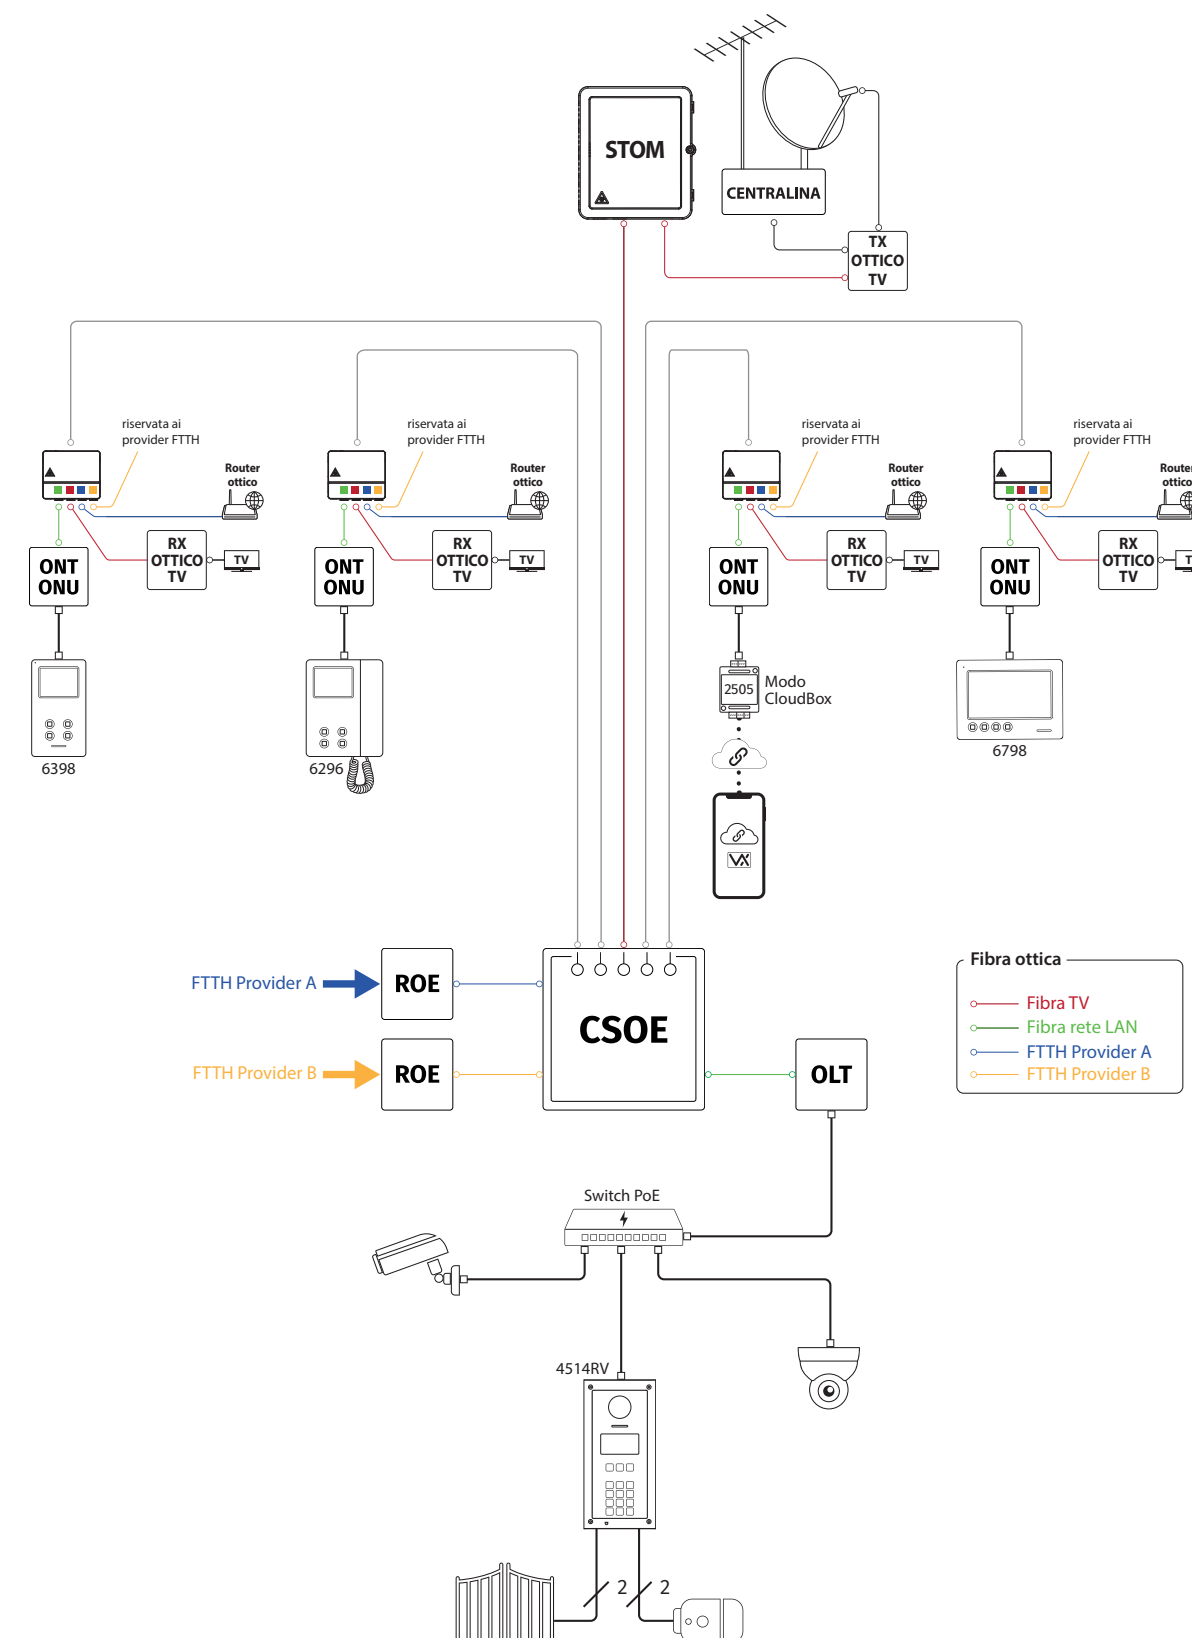 STOM
CENTRALINA
TX
OTTICO
TV
riservata ai
provider FTTH
Router
ottico
RX
OTTICO
TV
TV
ONT
ONU
6398
riservata ai
provider FTTH
Router
ottico
RX
OTTICO
TV
TV
ONT
ONU
6296
riservata ai
provider FTTH
Router
ottico
RX
OTTICO
TV
TV
ONT
ONU
2505
Modo
CloudBox
VX
riservata ai
provider FTTH
Router
ottico
RX
OTTICO
TV
ONT
ONU
6798
FTTH Provider A
ROE
FTTH Provider B
ROE
CSOE
OLT
Fibra ottica
Fibra TV
Fibra rete LAN
FTTH Provider A
FTTH Provider B
Switch PoE
4514RV
2
2